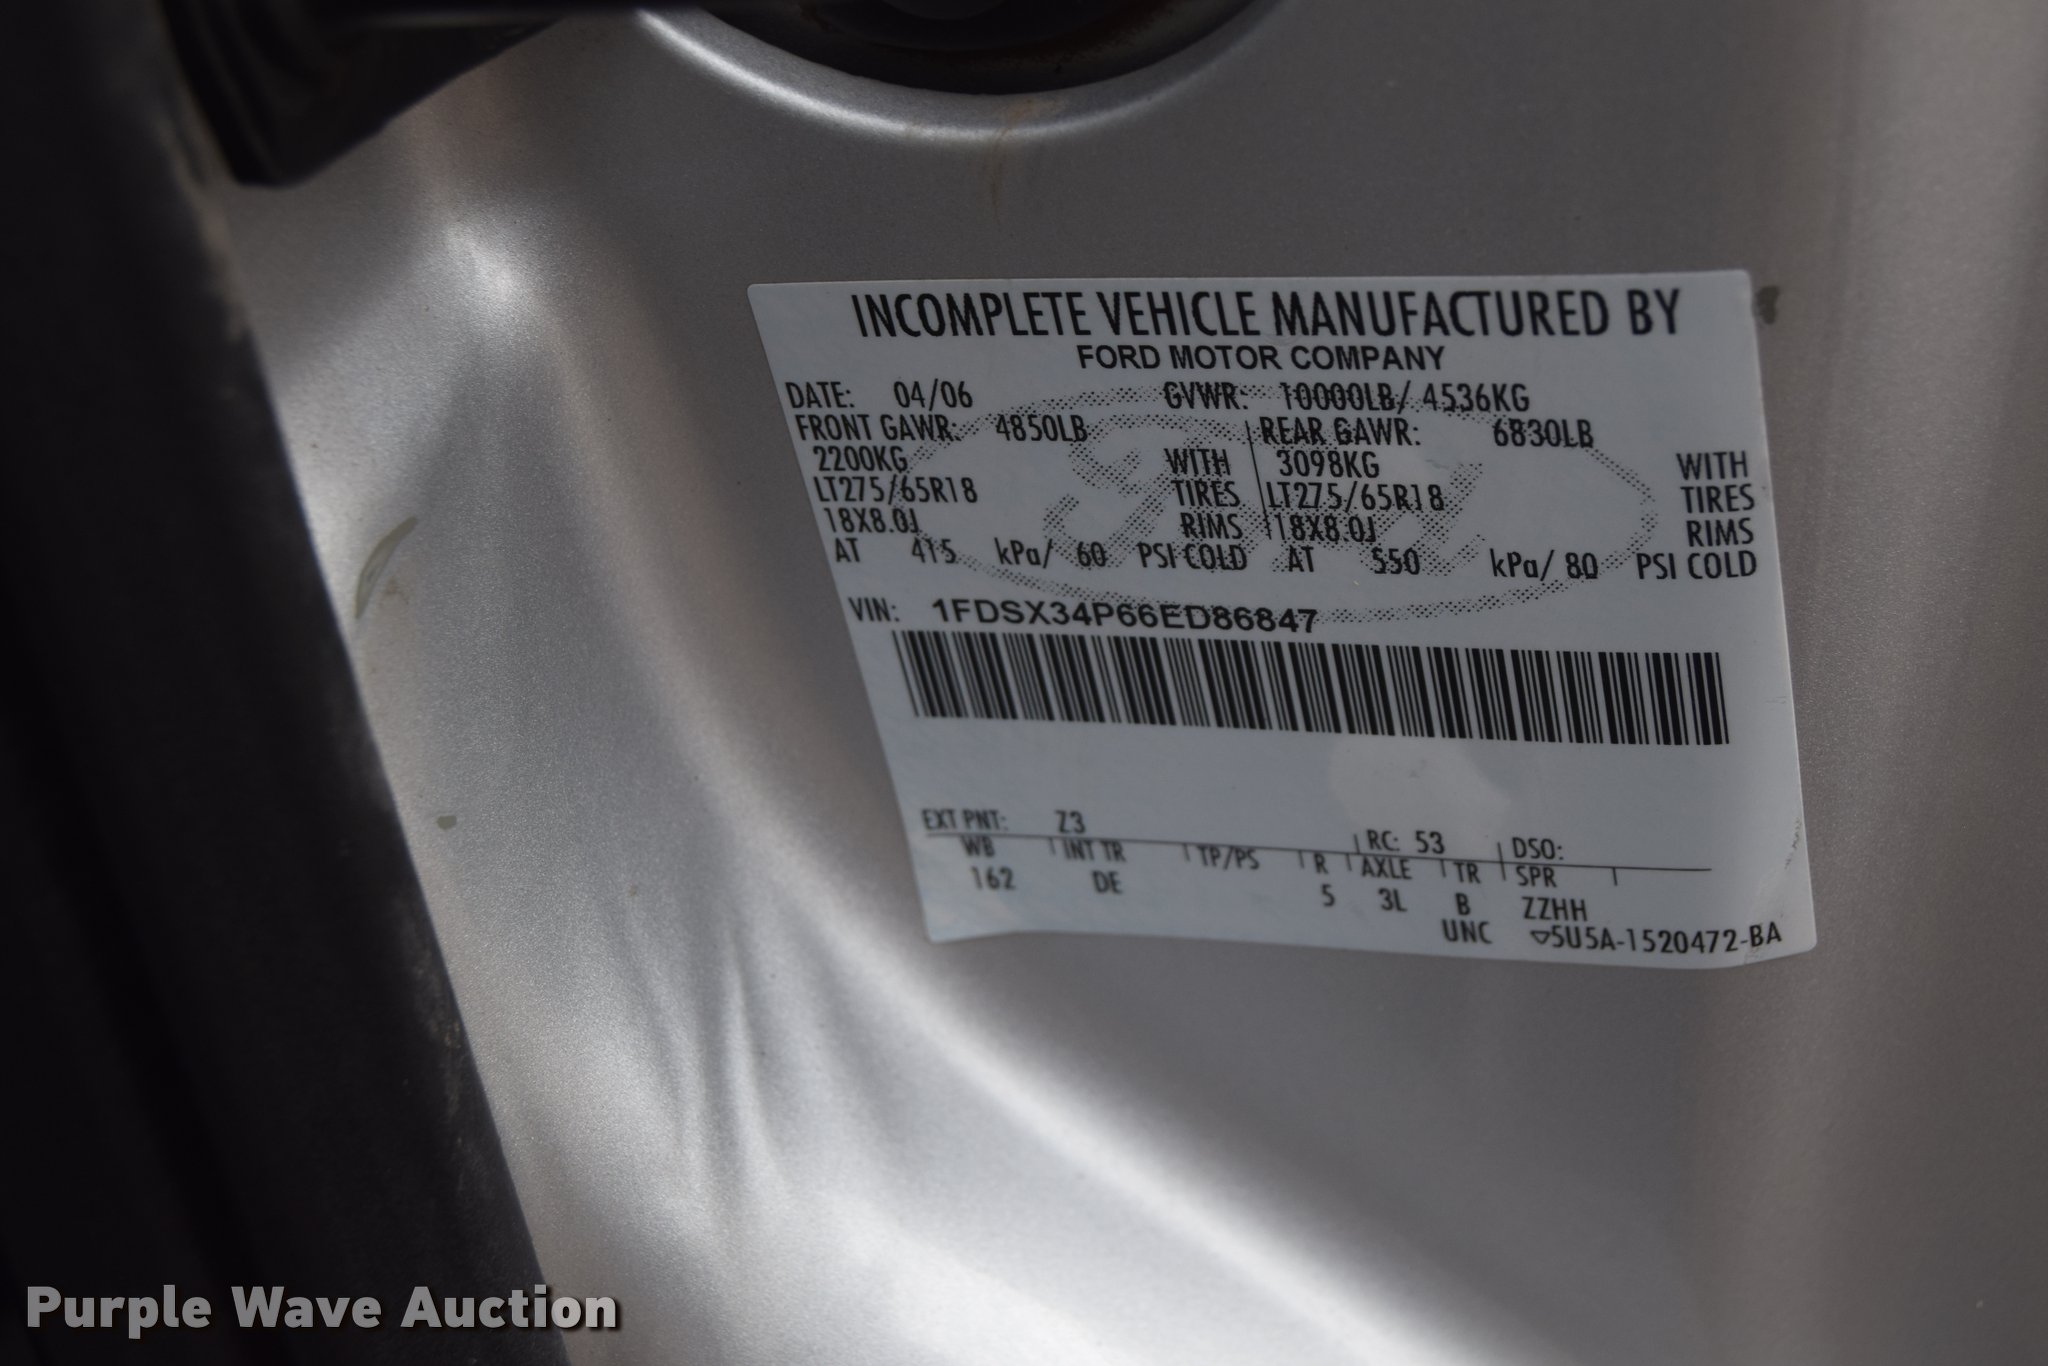 INCOMPLETE VEHICLE MANUFACTURED BY
FORD MOTOR COMPANY
DATE: 04/06 GVWR: 10000LB/ 4536KG
FRONT GAWR: 4850LB REAR GAWR: 6830LB
2200KG WITH 3098KG WITH
LT275/65R18 TIRES LT275/65R18 TIRES
18X8.0J RIMS 18X8.0J RIMS
AT 415 kPa/ 60 PSI COLD AT 550 kPa/ 80 PSI COLD
VIN: 1FDSX34P66ED86847
EXT PNT: Z3 RC: 53 DSO:
WB INT TR TP/PS R AXLE TR SPR
162 DE 5 3L B ZZHH
UNC ▽5U5A-1520472-BA
Purple Wave Auction